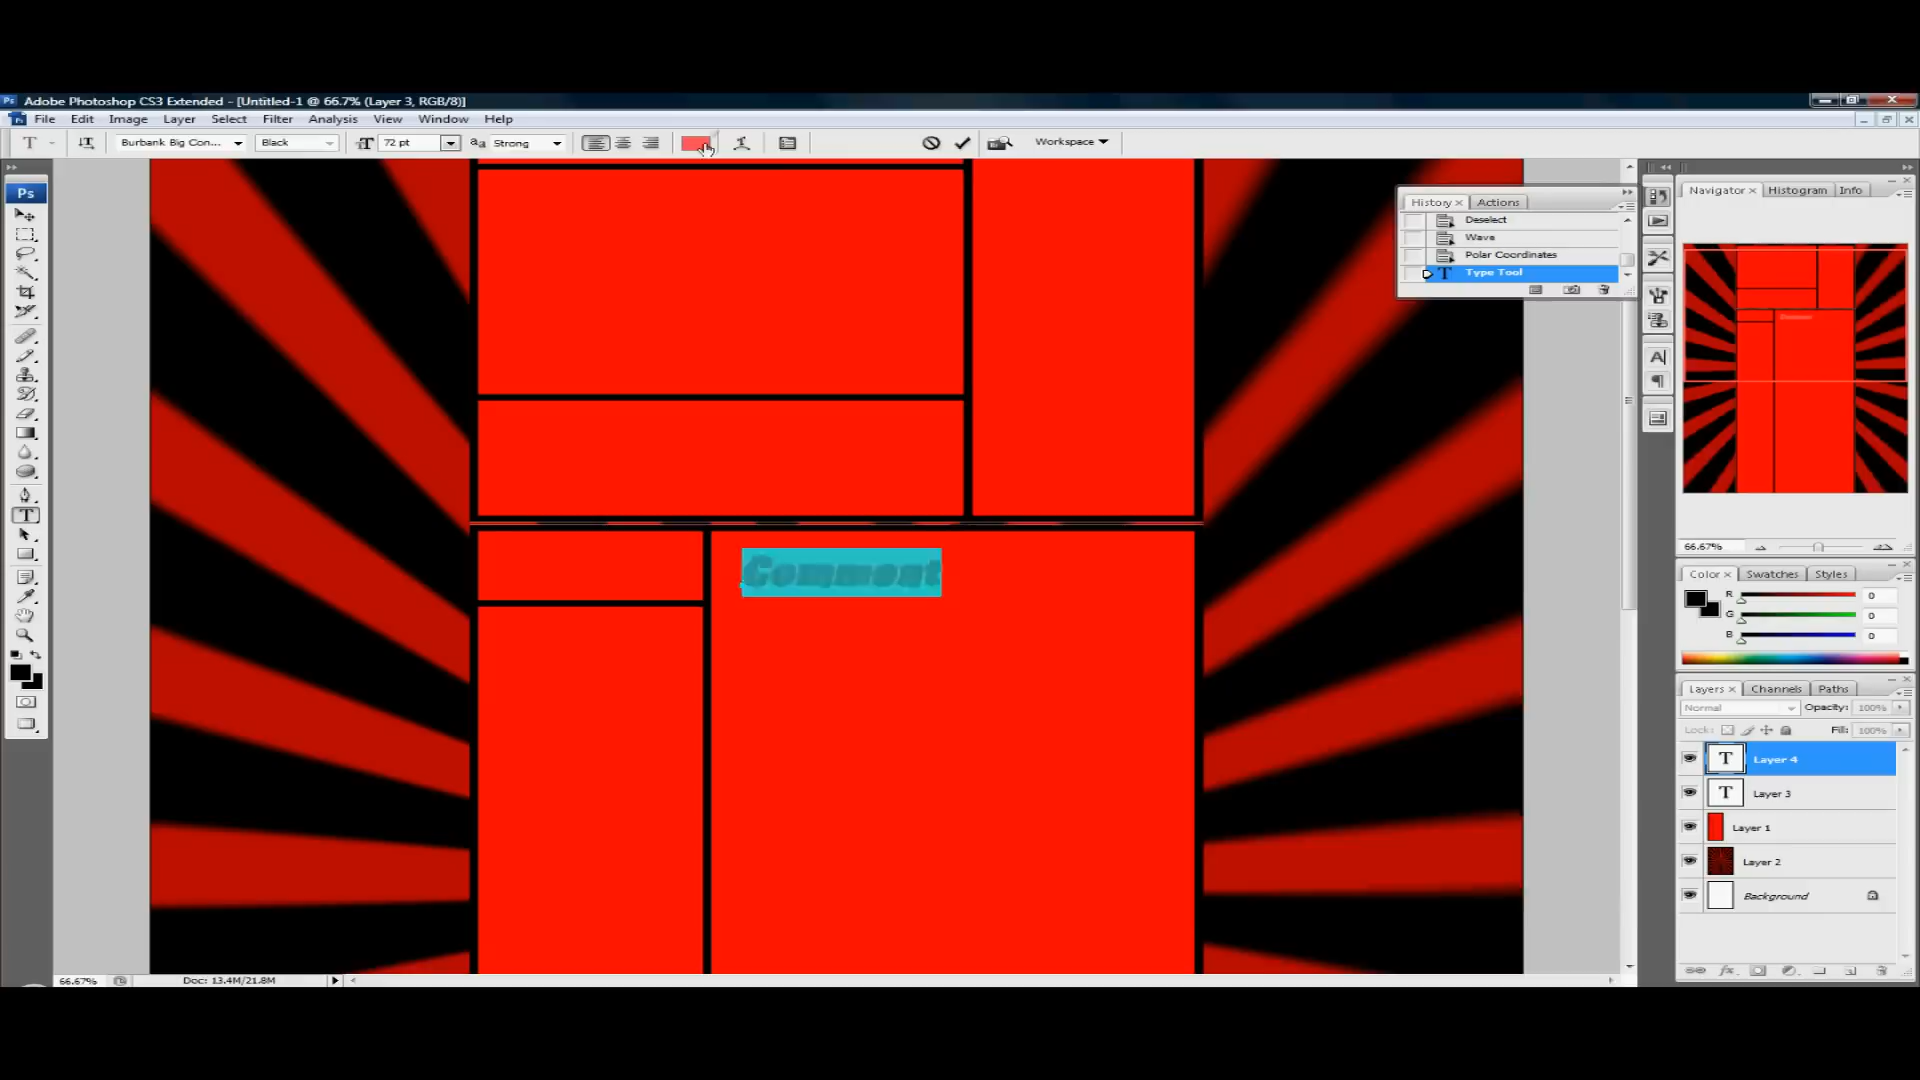 Ps Adobe Photoshop CS3 Extended - [Untitled-1 @ 66.7% (Layer 3, RGB/8)]
File Edit Image Layer Select Filter Analysis View Window Help
T Burbank Big Con... Black 72 pt aa Strong Workspace
Ps
History Actions
Deselect
Wave
Polar Coordinates
Type Tool
Navigator Histogram Info
Comment
66.67%
Color Swatches Styles
R 0
G 0
B 0
Layers Channels Paths
Normal Opacity: 100%
Lock: Fill: 100%
T Layer 4
T Layer 3
Layer 1
Layer 2
Background
66.67% Doc: 13.4M/21.8M